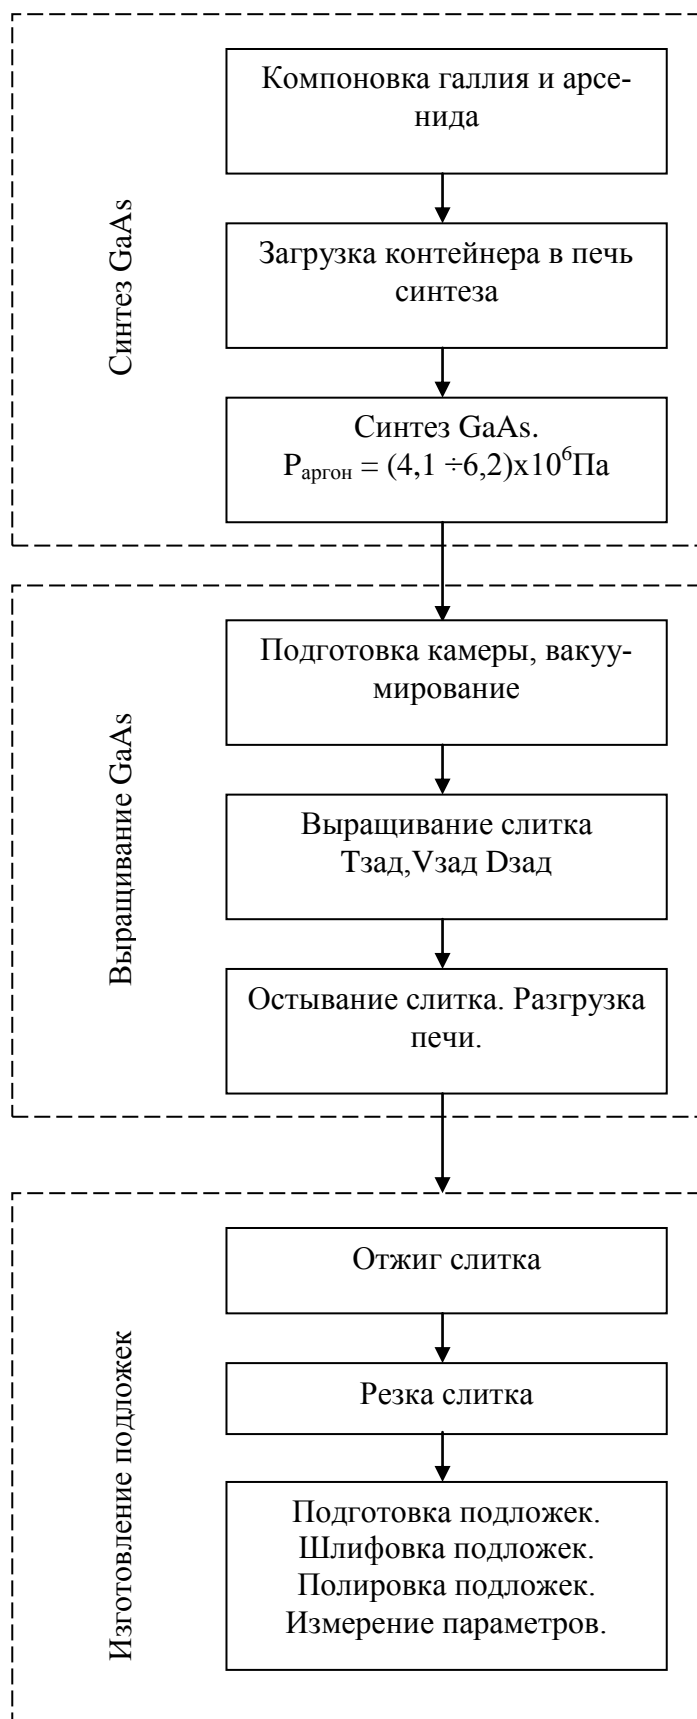 Синтез GaAs
Компоновка галлия и арсе-
нида
Загрузка контейнера в печь
синтеза
Синтез GaAs.
Pаргон = (4,1 ÷6,2)x10⁶Па
Выращивание GaAs
Подготовка камеры, вакуу-
мирование
Выращивание слитка
Tзад,Vзад Dзад
Остывание слитка. Разгрузка
печи.
Изготовление подложек
Отжиг слитка
Резка слитка
Подготовка подложек.
Шлифовка подложек.
Полировка подложек.
Измерение параметров.